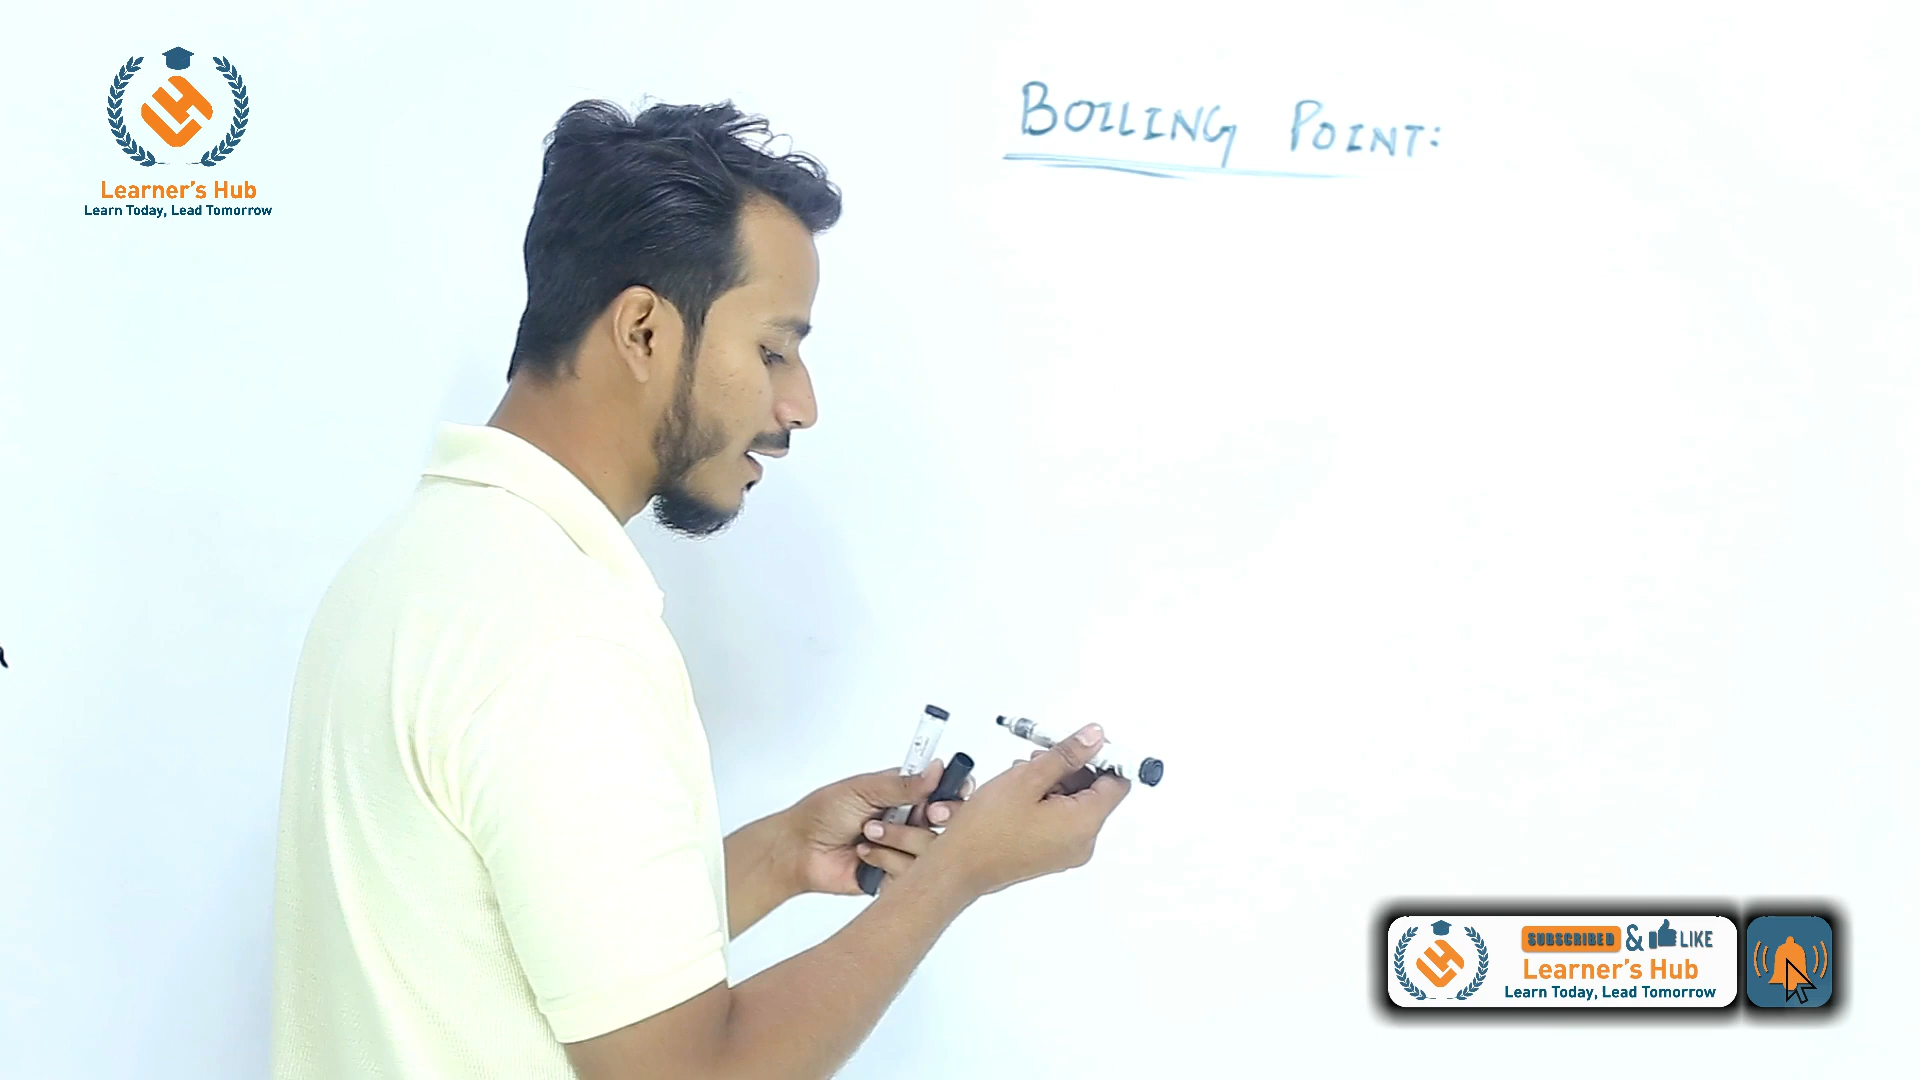 Learner's Hub
Learn Today, Lead Tomorrow
BOILING POINT:
SUBSCRIBED & LIKE
Learner's Hub
Learn Today, Lead Tomorrow